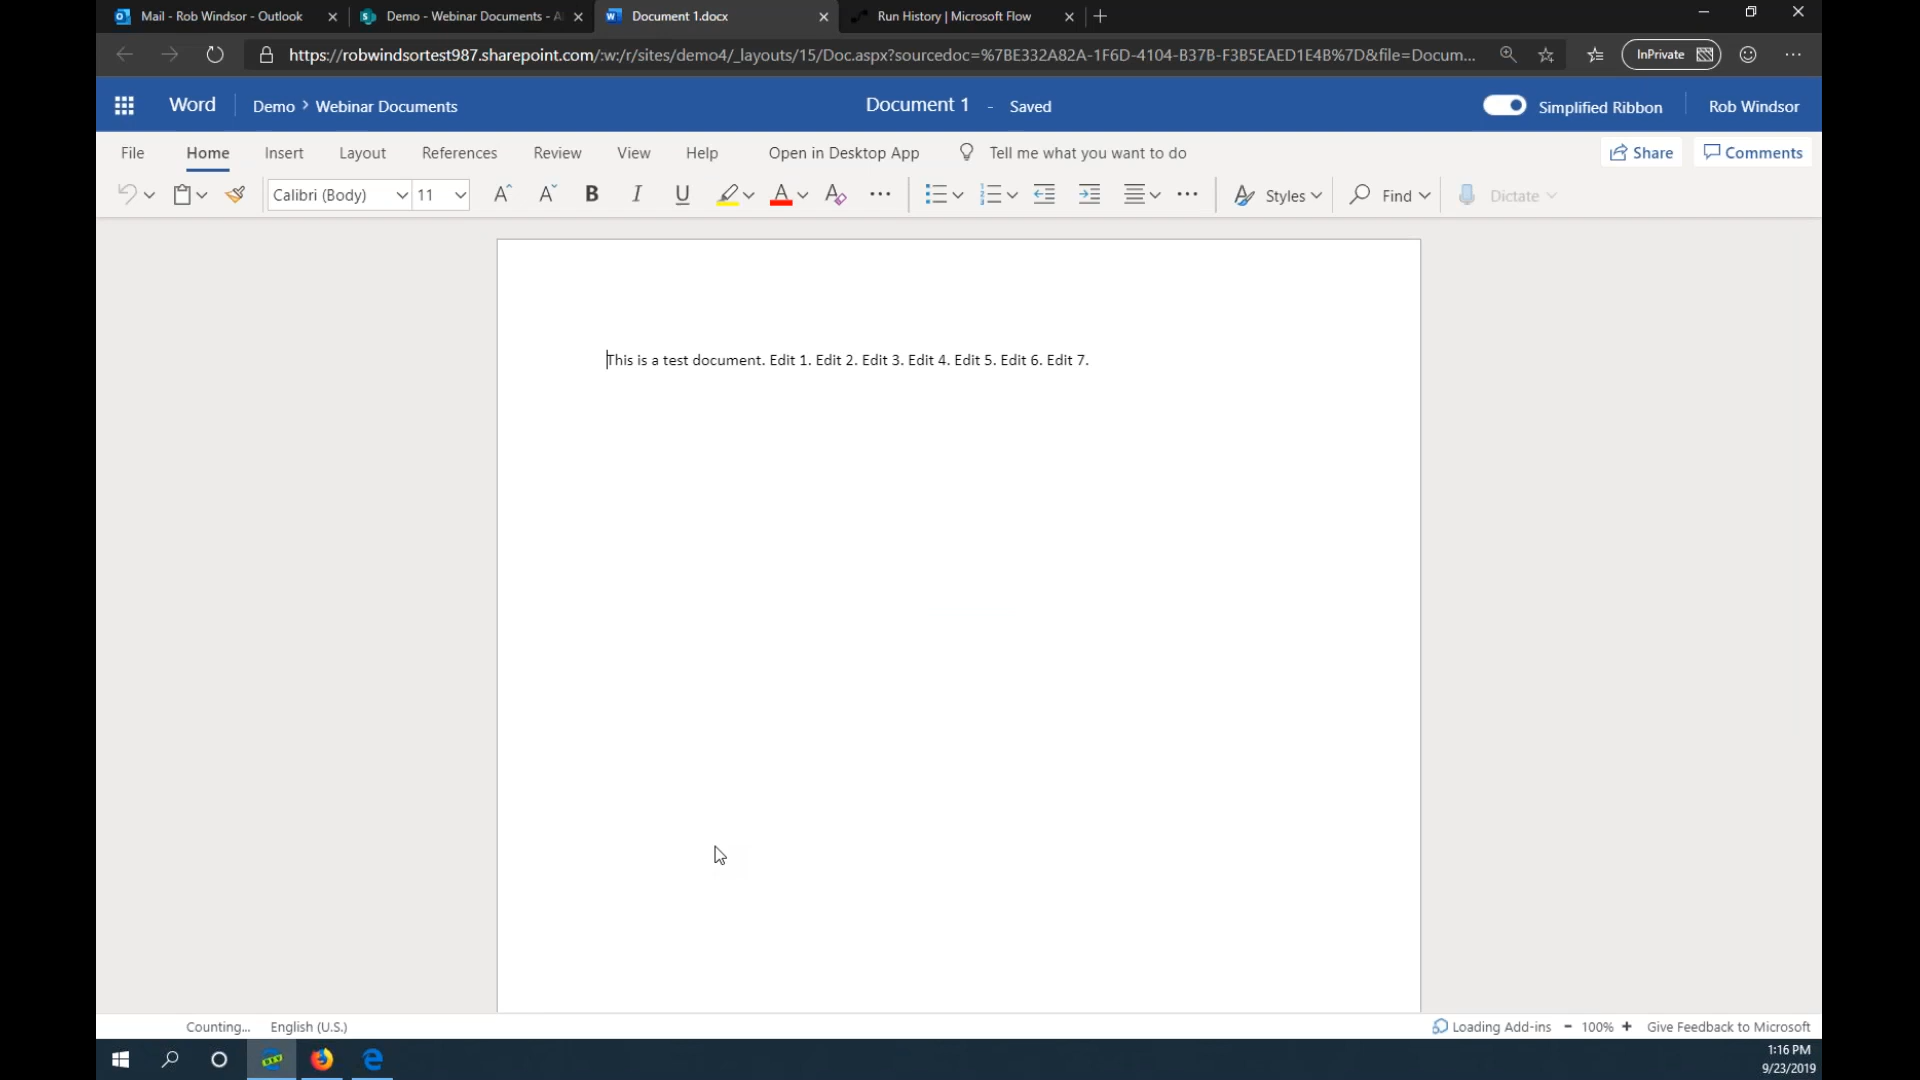 Mail - Rob Windsor - Outlook
Demo - Webinar Documents - A
Document 1.docx
Run History | Microsoft Flow
https://robwindsortest987.sharepoint.com/:w:/r/sites/demo4/_layouts/15/Doc.aspx?sourcedoc=%7BE332A82A-1F6D-4104-B37B-F3B5EAED1E4B%7D&file=Docum...
InPrivate
Word
Demo > Webinar Documents
Document 1 - Saved
Simplified Ribbon
Rob Windsor
File Home Insert Layout References Review View Help Open in Desktop App Tell me what you want to do
Share
Comments
Calibri (Body) 11 A A B I U A A Styles Find Dictate
This is a test document. Edit 1. Edit 2. Edit 3. Edit 4. Edit 5. Edit 6. Edit 7.
Counting... English (U.S.)
Loading Add-ins - 100% + Give Feedback to Microsoft
1:16 PM
9/23/2019